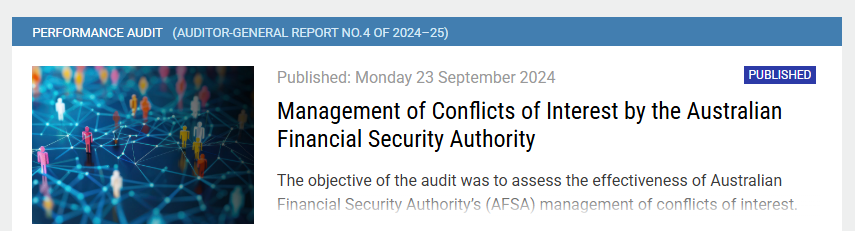 PERFORMANCE AUDIT (AUDITOR-GENERAL REPORT NO.4 OF 2024–25)
Published: Monday 23 September 2024
PUBLISHED
Management of Conflicts of Interest by the Australian
Financial Security Authority
The objective of the audit was to assess the effectiveness of Australian
Financial Security Authority's (AFSA) management of conflicts of interest.